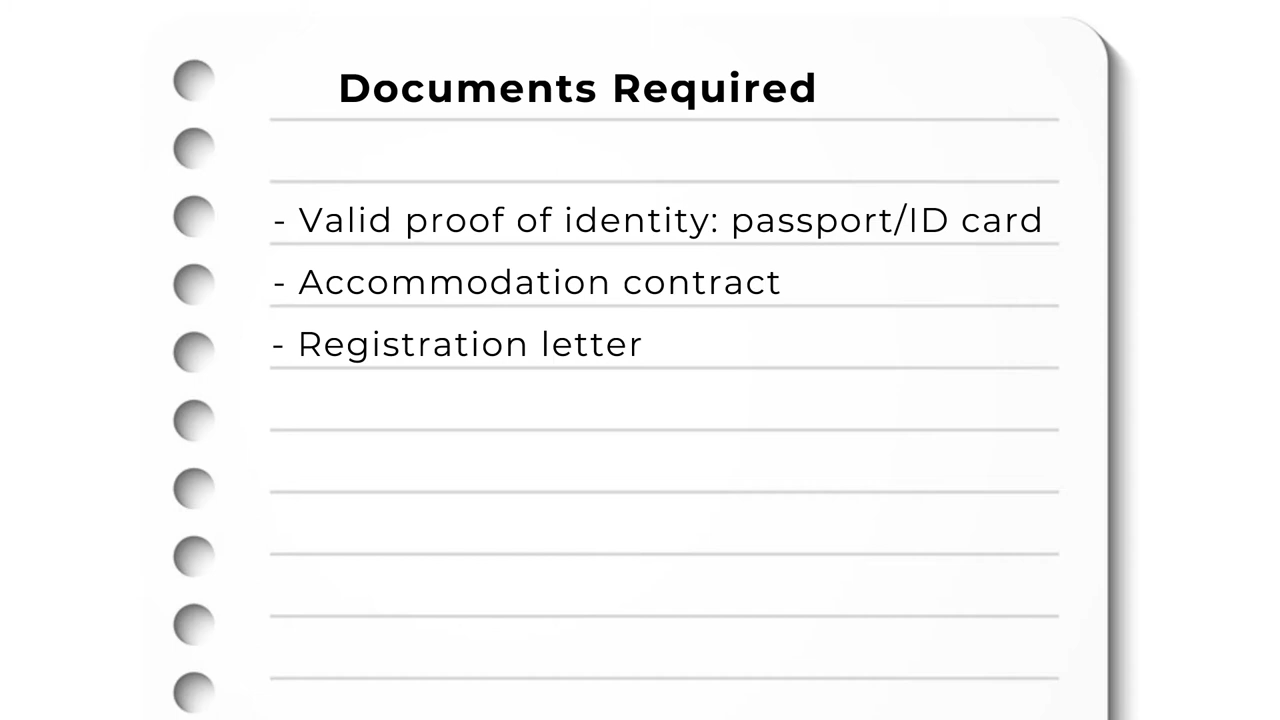 Documents Required
- Valid proof of identity: passport/ID card
- Accommodation contract
- Registration letter